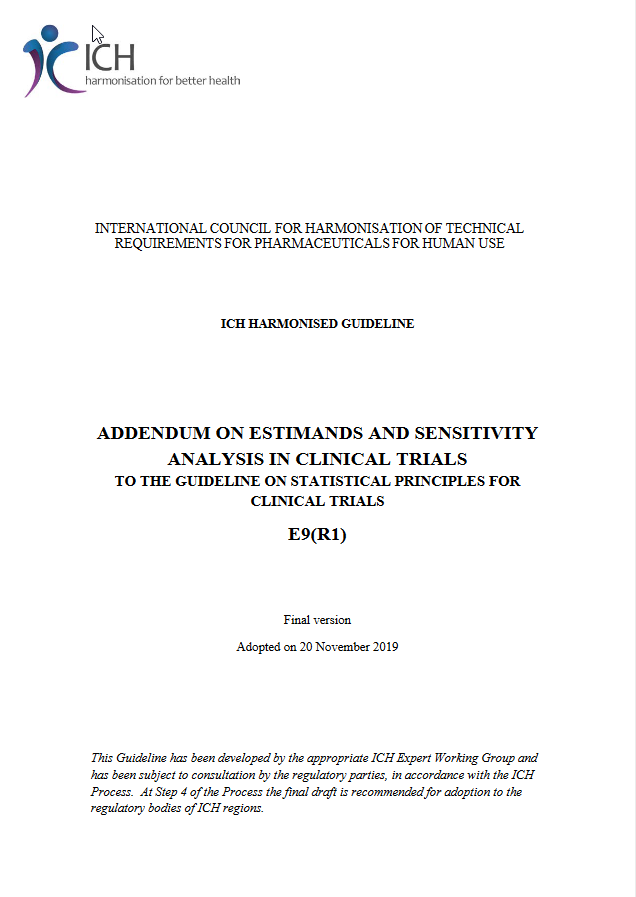 ICH
harmonisation for better health
INTERNATIONAL COUNCIL FOR HARMONISATION OF TECHNICAL
REQUIREMENTS FOR PHARMACEUTICALS FOR HUMAN USE
ICH HARMONISED GUIDELINE
ADDENDUM ON ESTIMANDS AND SENSITIVITY
ANALYSIS IN CLINICAL TRIALS
TO THE GUIDELINE ON STATISTICAL PRINCIPLES FOR
CLINICAL TRIALS
E9(R1)
Final version
Adopted on 20 November 2019
This Guideline has been developed by the appropriate ICH Expert Working Group and
has been subject to consultation by the regulatory parties, in accordance with the ICH
Process.  At Step 4 of the Process the final draft is recommended for adoption to the
regulatory bodies of ICH regions.